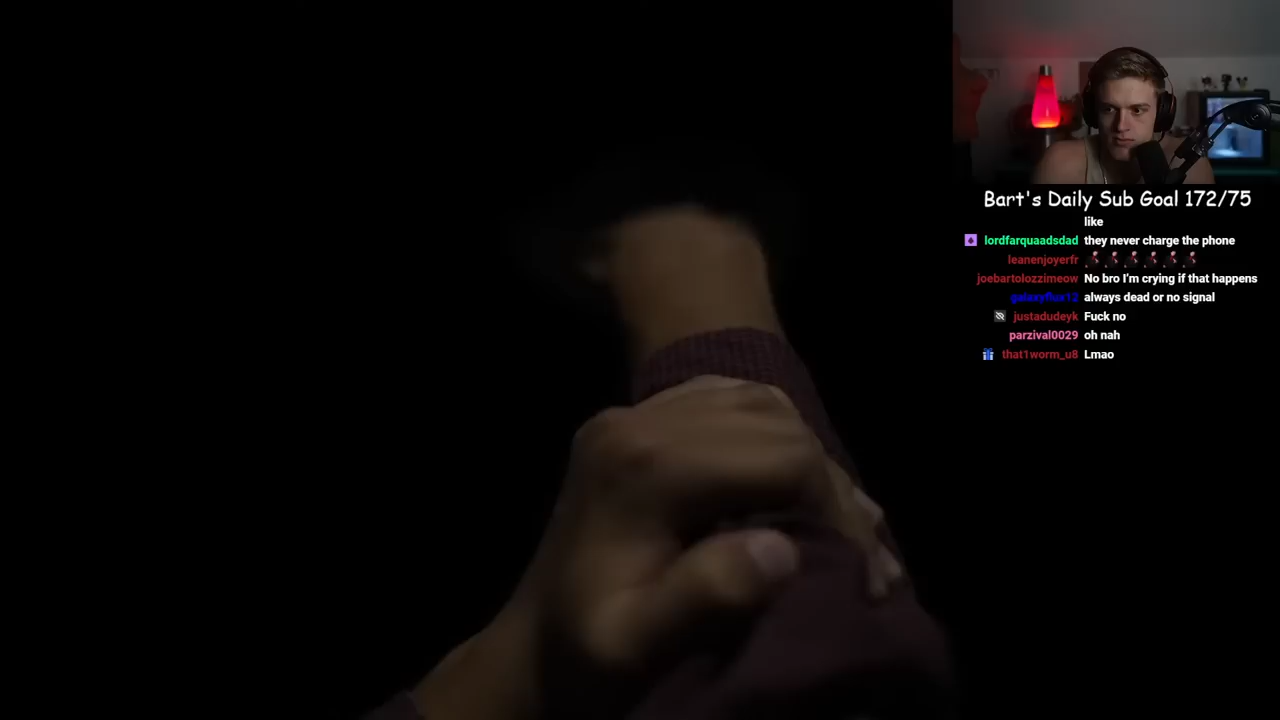 Bart's Daily Sub Goal 172/75
like
lordfarquaadsdad they never charge the phone
leanenjoyerfr
joebartolozzimeow No bro I'm crying if that happens
always dead or no signal
justadudeyk Fuck no
parzival0029 oh nah
that1worm_u8 Lmao